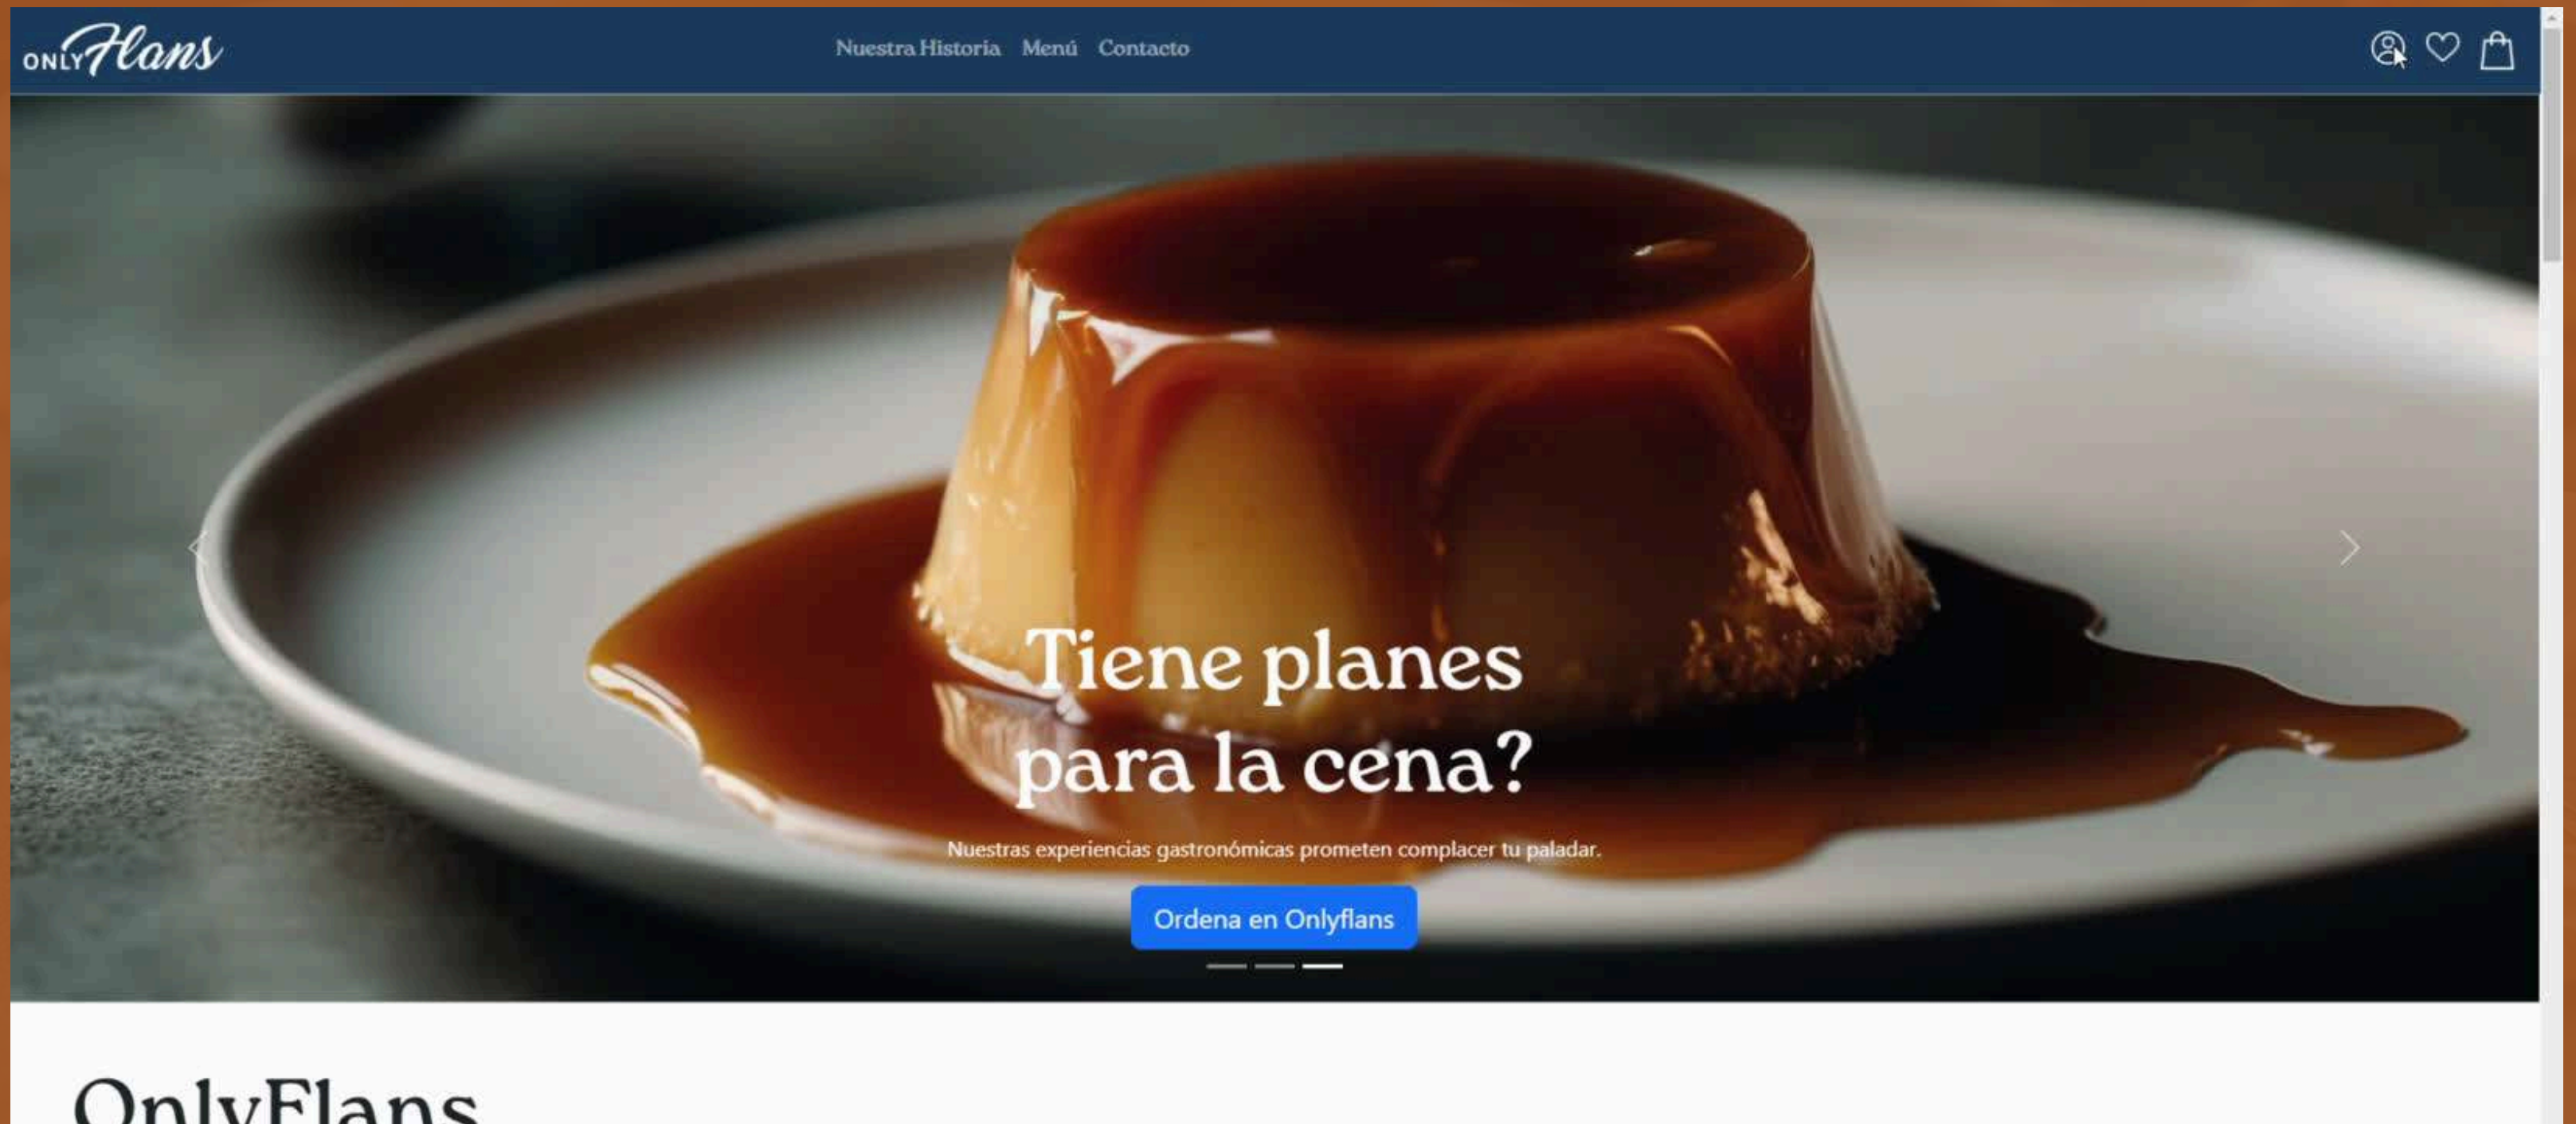 ONLY Flans
Nuestra Historia Menú Contacto
Tiene planes
para la cena?
Nuestras experiencias gastronómicas prometen complacer tu paladar.
Ordena en Onlyflans
OnlyFlans